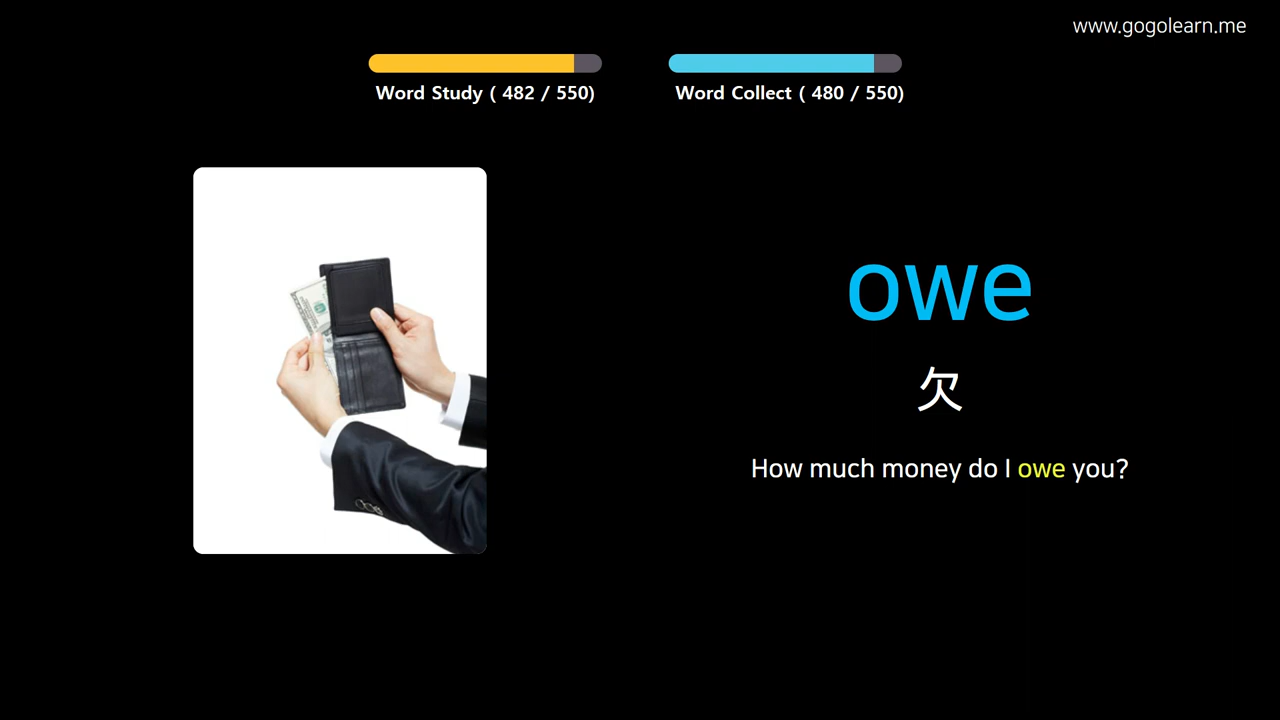 www.gogolearn.me
Word Study ( 482 / 550)
Word Collect ( 480 / 550)
owe
欠
How much money do I owe you?